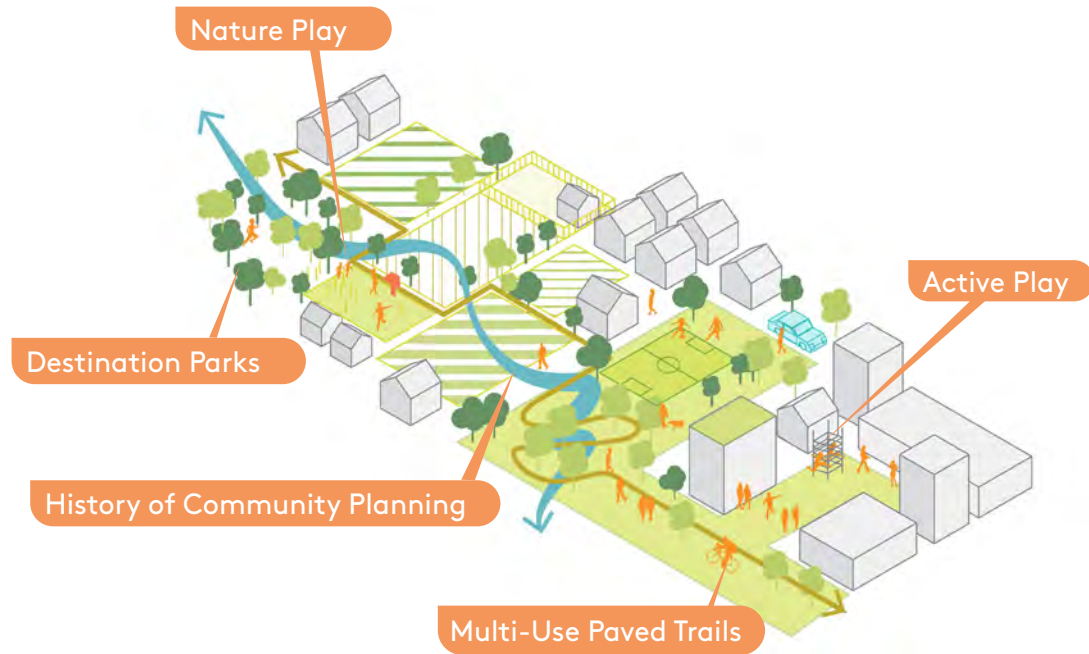 Nature Play
Active Play
Destination Parks
History of Community Planning
Multi-Use Paved Trails